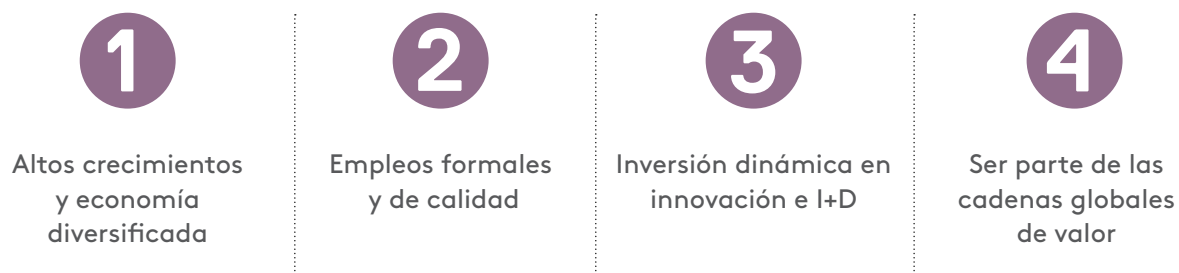 1
Altos crecimientos
y economía
diversificada
2
Empleos formales
y de calidad
3
Inversión dinámica en
innovación e I+D
4
Ser parte de las
cadenas globales
de valor